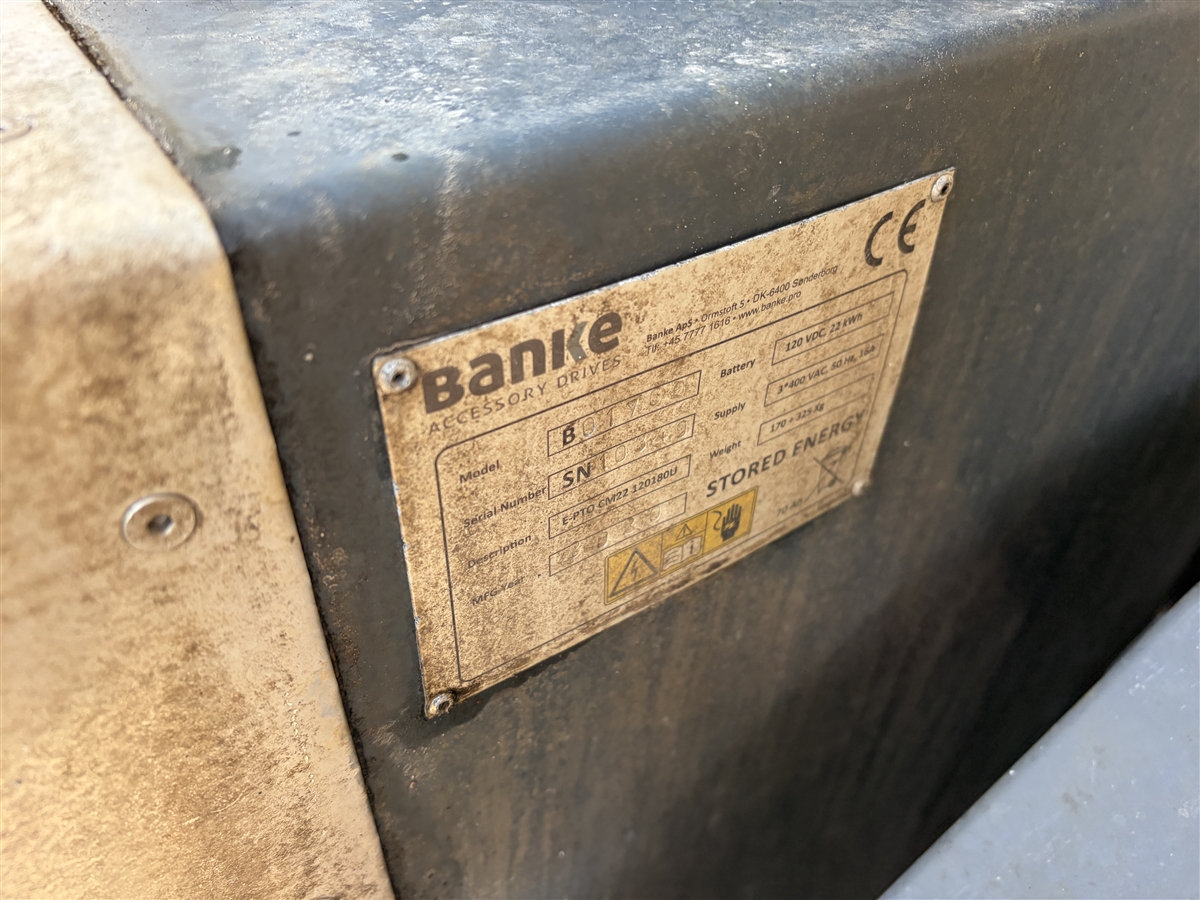 Banke
ACCESSORY DRIVES
Banke ApS • Ormstoft 5 • DK-6400 Sønderborg
Tlf. +45 7777 1616 • www.banke.pro
CE
Model
Serial Number SN
Description E-PTO CM22 120180U
MFG Year
Battery 120 VDC, 22 kWh
Supply 3*400 VAC, 50 Hz, 16A
Weight 170 + 325 Kg
STORED ENERGY